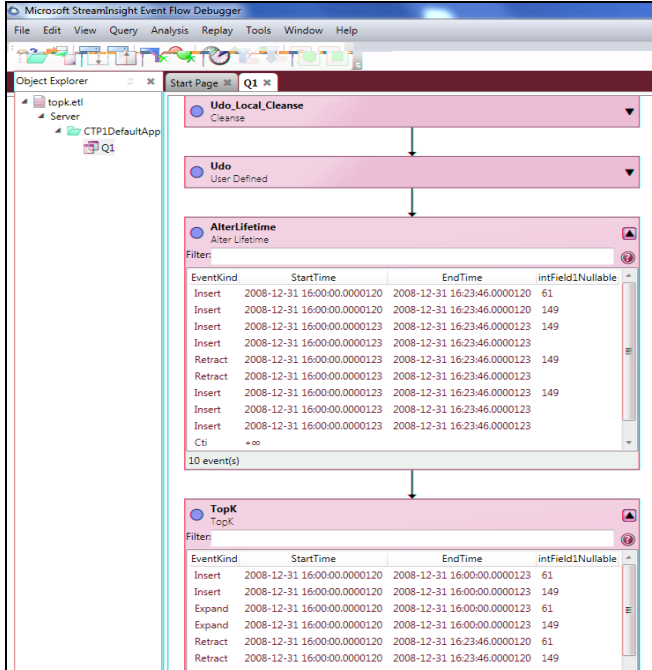 Microsoft StreamInsight Event Flow Debugger
File Edit View Query Analysis Replay Tools Window Help
Object Explorer
Start Page Q1
topk.etl
Server
CTP1DefaultApp
Q1
Udo_Local_Cleanse
Cleanse
Udo
User Defined
AlterLifetime
Alter Lifetime
Filter:
EventKind StartTime EndTime intField1Nullable
Insert 2008-12-31 16:00:00.0000120 2008-12-31 16:23:46.0000120 61
Insert 2008-12-31 16:00:00.0000120 2008-12-31 16:23:46.0000120 149
Insert 2008-12-31 16:00:00.0000123 2008-12-31 16:23:46.0000123 149
Insert 2008-12-31 16:00:00.0000123 2008-12-31 16:23:46.0000123
Retract 2008-12-31 16:00:00.0000123 2008-12-31 16:23:46.0000123 149
Retract 2008-12-31 16:00:00.0000123 2008-12-31 16:23:46.0000123
Insert 2008-12-31 16:00:00.0000123 2008-12-31 16:23:46.0000123 149
Insert 2008-12-31 16:00:00.0000123 2008-12-31 16:23:46.0000123
Insert 2008-12-31 16:00:00.0000123 2008-12-31 16:23:46.0000123
Cti +∞
10 event(s)
TopK
TopK
Filter:
EventKind StartTime EndTime intField1Nullable
Insert 2008-12-31 16:00:00.0000120 2008-12-31 16:00:00.0000123 61
Insert 2008-12-31 16:00:00.0000120 2008-12-31 16:00:00.0000123 149
Expand 2008-12-31 16:00:00.0000120 2008-12-31 16:00:00.0000123 61
Expand 2008-12-31 16:00:00.0000120 2008-12-31 16:00:00.0000123 149
Retract 2008-12-31 16:00:00.0000120 2008-12-31 16:23:46.0000120 61
Retract 2008-12-31 16:00:00.0000120 2008-12-31 16:23:46.0000120 149